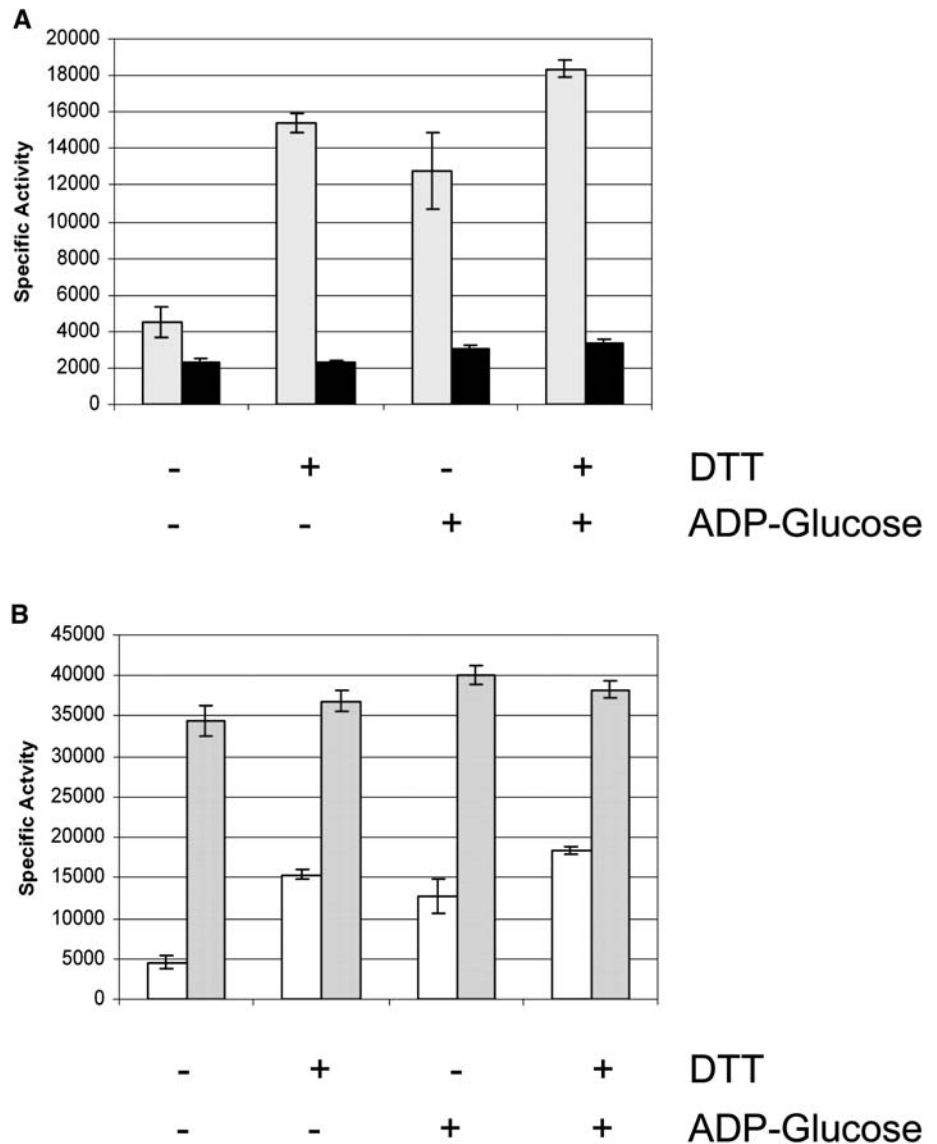 A
20000
18000
16000
14000
12000
10000
8000
6000
4000
2000
0
Specific Activity
- + - + DTT
- - + + ADP-Glucose
B
45000
40000
35000
30000
25000
20000
15000
10000
5000
0
Specific Actvity
- + - + DTT
- - + + ADP-Glucose